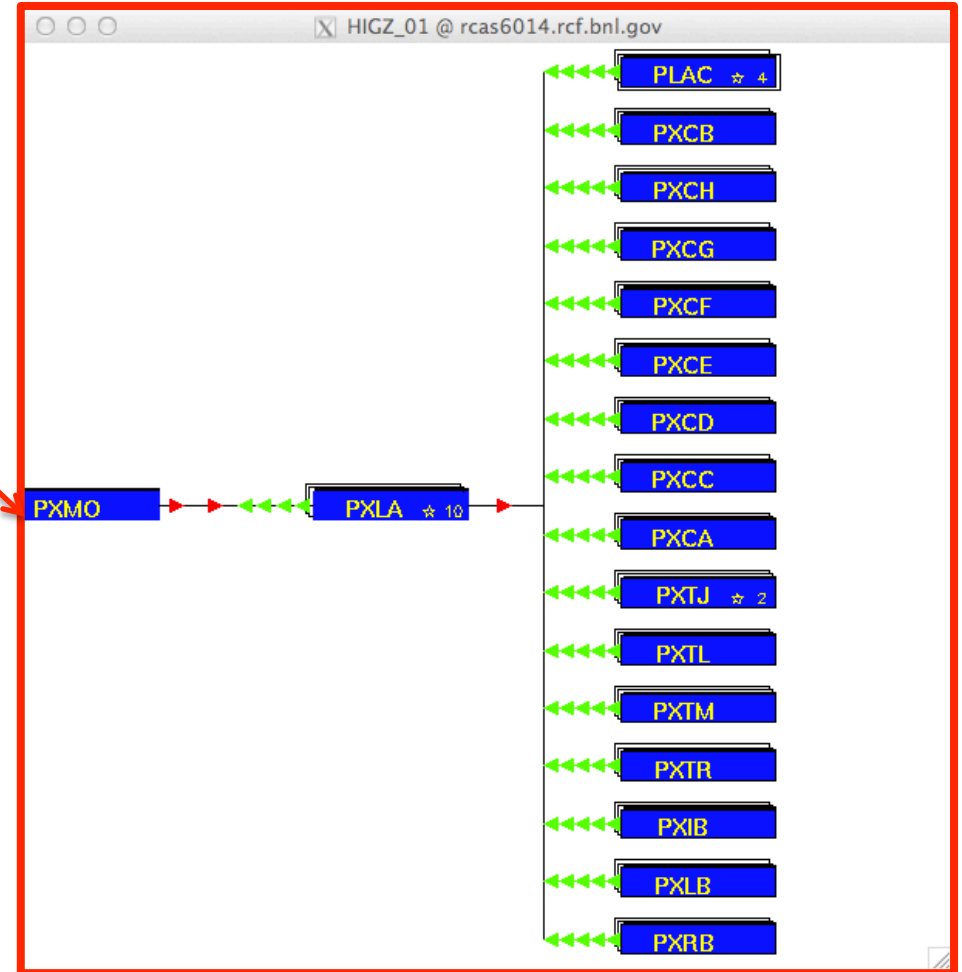 HIGZ_01 @ rcas6014.rcf.bnl.gov
PLAC ☆ 4
PXCB
PXCH
PXCG
PXCF
PXCE
PXCD
PXCC
PXMO
PXLA ☆ 10
PXCA
PXTJ ☆ 2
PXTL
PXTM
PXTR
PXIB
PXLB
PXRB